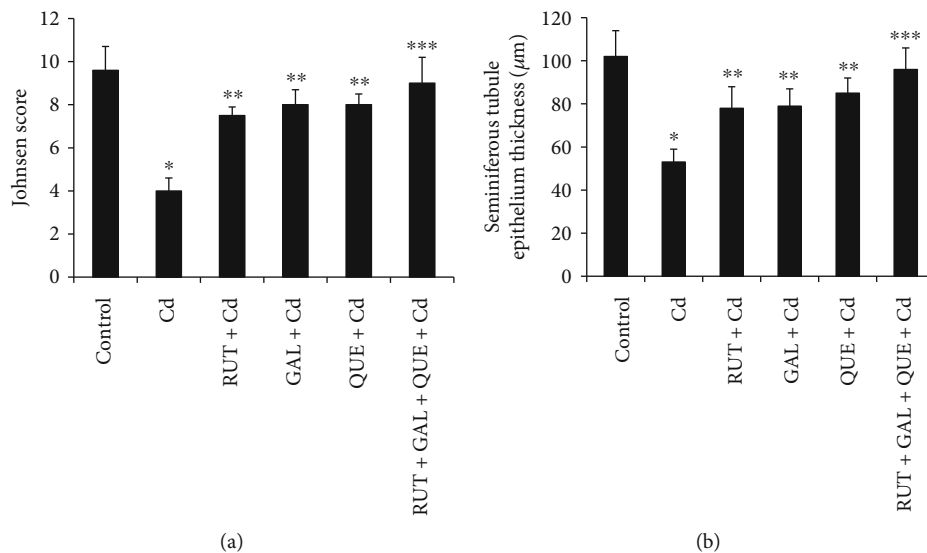 Johnsen score
12
10
8
6
4
2
0
*
**
**
**
***
Control
Cd
RUT + Cd
GAL + Cd
QUE + Cd
RUT + GAL + QUE + Cd
(a)
Seminiferous tubule
epithelium thickness (μm)
120
100
80
60
40
20
0
*
**
**
**
***
Control
Cd
RUT + Cd
GAL + Cd
QUE + Cd
RUT + GAL + QUE + Cd
(b)